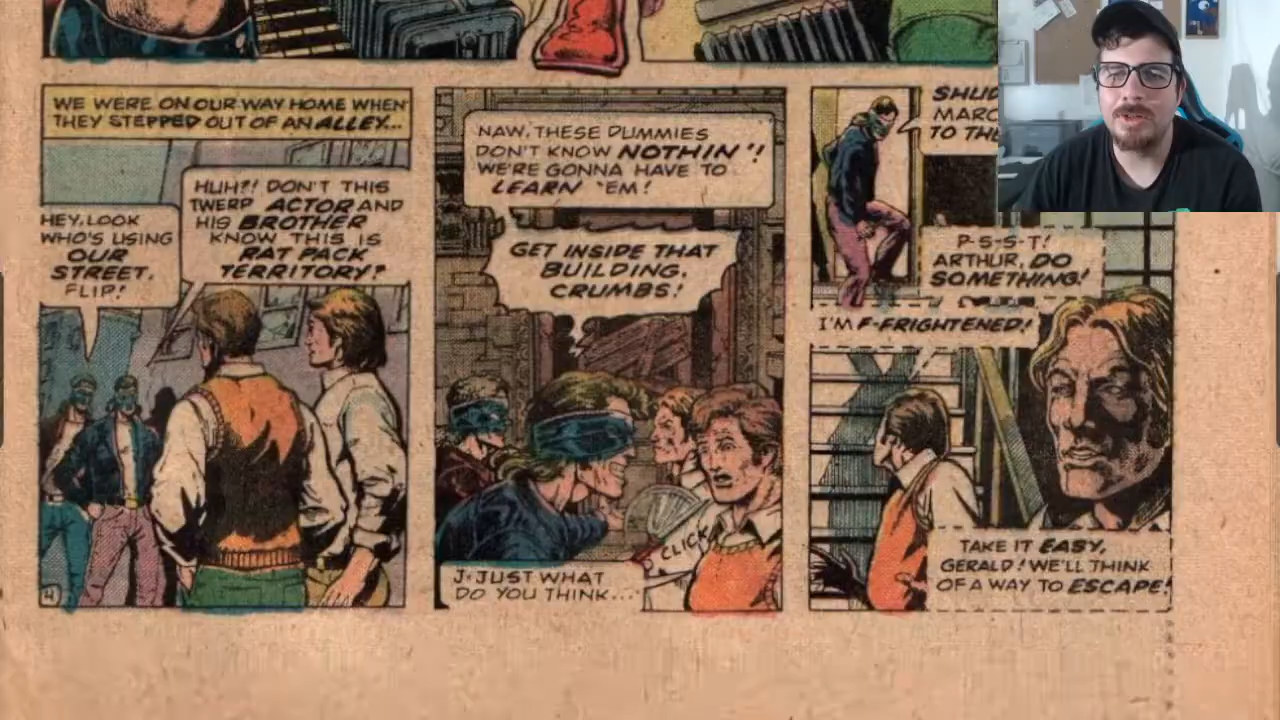 WE WERE ON OUR WAY HOME WHEN
THEY STEPPED OUT OF AN ALLEY...
HEY, LOOK
WHO'S USING
OUR
STREET,
FLIP!
HUH?! DON'T THIS
TWERP ACTOR AND
HIS BROTHER
KNOW THIS IS
RAT PACK
TERRITORY?
4
NAW, THESE DUMMIES
DON'T KNOW NOTHIN'!
WE'RE GONNA HAVE TO
LEARN 'EM!
GET INSIDE THAT
BUILDING,
CRUMBS!
CLICK
J-JUST WHAT
DO YOU THINK...
TO THE
P-S-S-T!
ARTHUR, DO
SOMETHING!
I'M F-FRIGHTENED!
TAKE IT EASY,
GERALD! WE'LL THINK
OF A WAY TO ESCAPE!